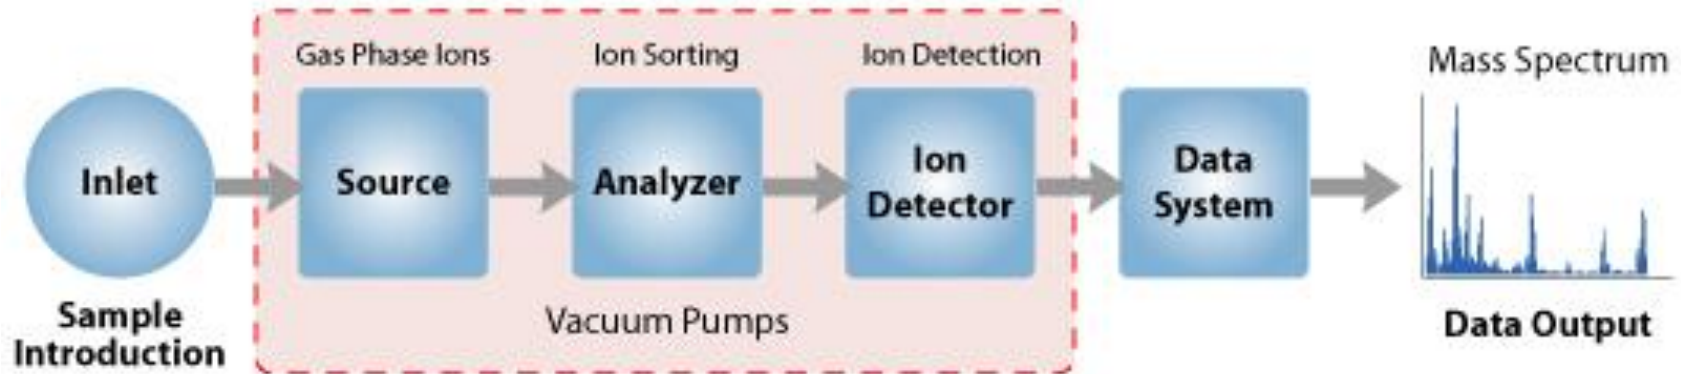 Gas Phase Ions
Ion Sorting
Ion Detection
Mass Spectrum
Inlet
Source
Analyzer
Ion
Detector
Data
System
Sample
Introduction
Vacuum Pumps
Data Output